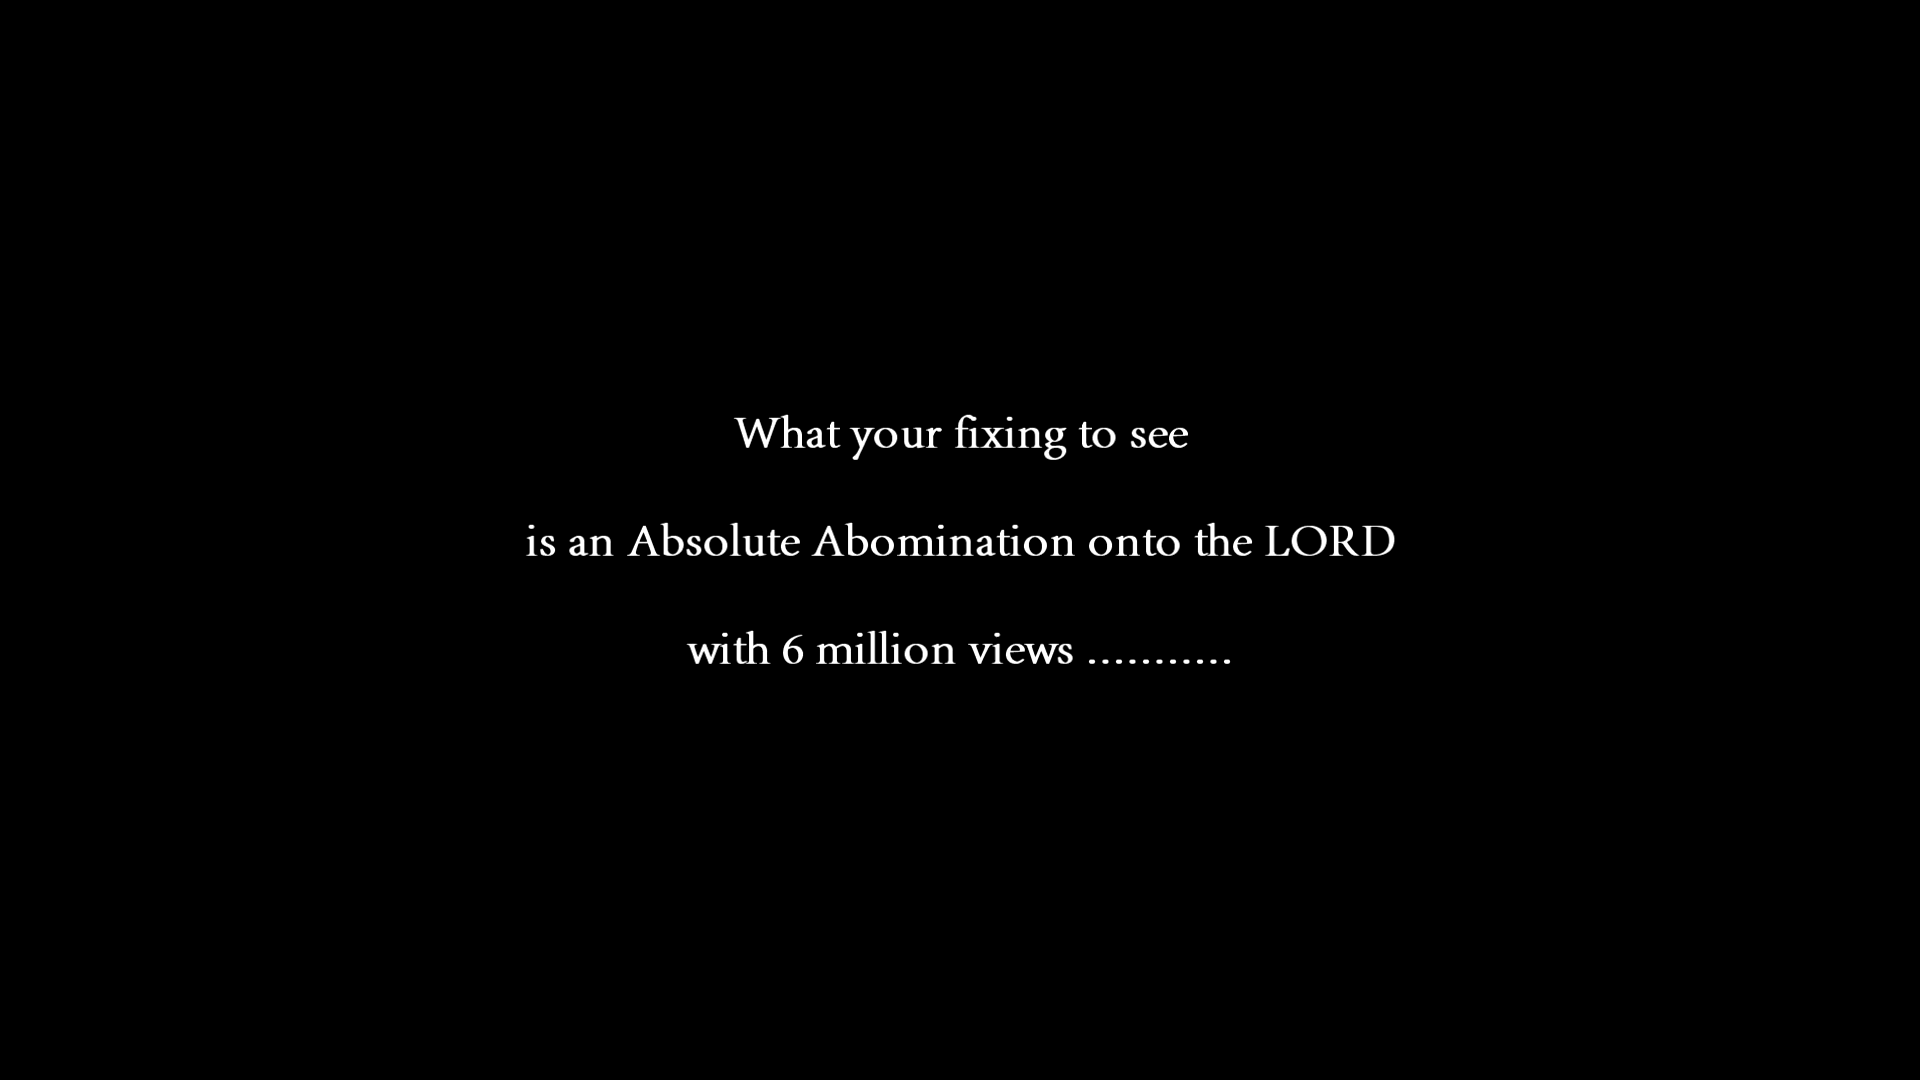 What your fixing to see
is an Absolute Abomination onto the LORD
with 6 million views ...........